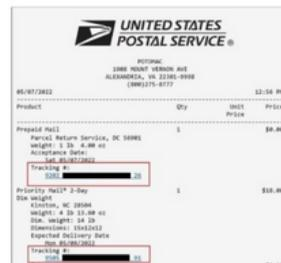 UNITED STATES
POSTAL SERVICE®
POTOMAC
1908 MOUNT VERNON AVE
ALEXANDRIA, VA 22301-9998
(800)275-8777
05/07/2022 12:56 PM
Product Qty Unit Price
Price
Prepaid Mail 1 $0.00
Parcel Return Service, DC 56901
Weight: 1 lb 4.00 oz
Acceptance Date:
Sat 05/07/2022
Tracking #:
9202 26
Priority Mail® 2-Day 1
Dim Weight
Kinston, NC 28504
Weight: 4 lb 13.60 oz
Dim. Weight: 14 lb
Dimensions: 15x12x12
Expected Delivery Date
Mon 05/09/2022
Tracking #:
9505 91